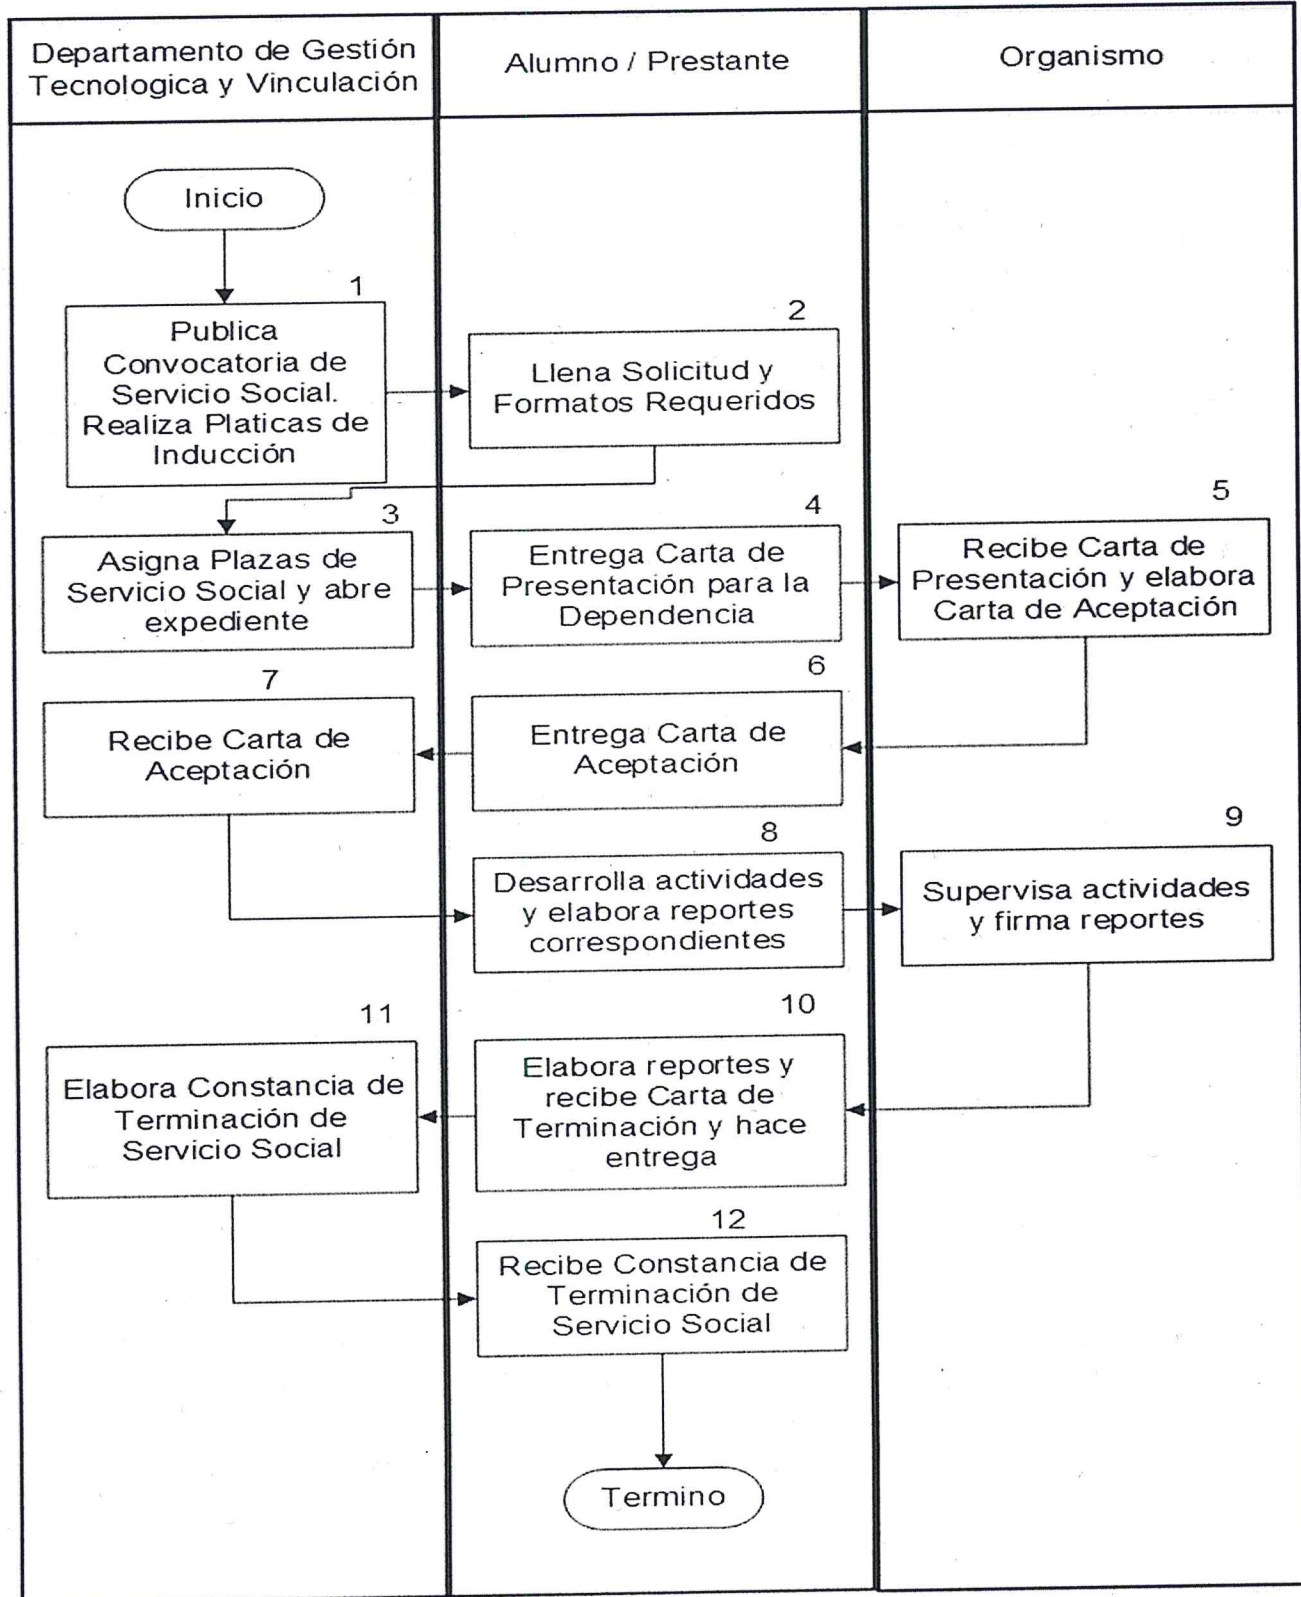 Departamento de Gestión
Tecnologica y Vinculación
Alumno / Prestante
Organismo
Inicio
1
Publica
Convocatoria de
Servicio Social.
Realiza Platicas de
Inducción
2
Llena Solicitud y
Formatos Requeridos
3
Asigna Plazas de
Servicio Social y abre
expediente
4
Entrega Carta de
Presentación para la
Dependencia
5
Recibe Carta de
Presentación y elabora
Carta de Aceptación
6
Entrega Carta de
Aceptación
7
Recibe Carta de
Aceptación
8
Desarrolla actividades
y elabora reportes
correspondientes
9
Supervisa actividades
y firma reportes
10
Elabora reportes y
recibe Carta de
Terminación y hace
entrega
11
Elabora Constancia de
Terminación de
Servicio Social
12
Recibe Constancia de
Terminación de
Servicio Social
Termino